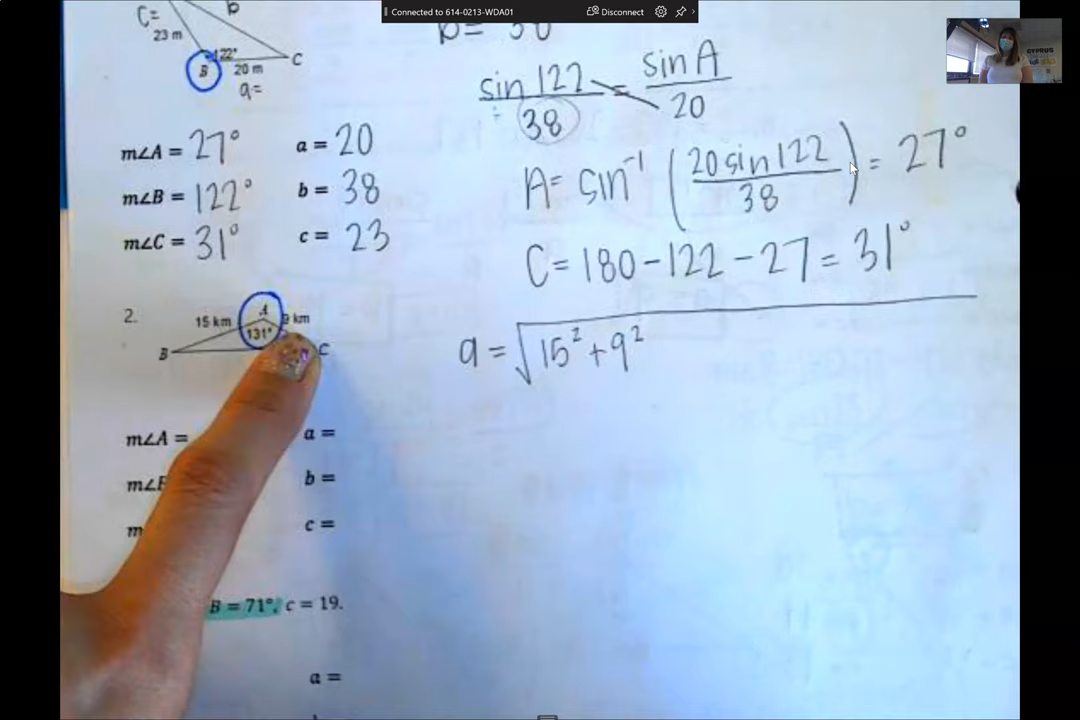 Connected to 614-0213-WDA01 Disconnect
CYPRUS
C=
23 m
b
122°
B
20 m
C
a=
b = 38
sin 122 / 38 = sin A / 20
m∠A = 27° a = 20
m∠B = 122° b = 38
m∠C = 31° c = 23
A = sin⁻¹ (20 sin 122 / 38) = 27°
C = 180 - 122 - 27 = 31°
2.
15 km
A
9 km
131°
B
C
a = √15² + 9²
m∠A = a =
b =
c =
B = 71°, c = 19.
a =